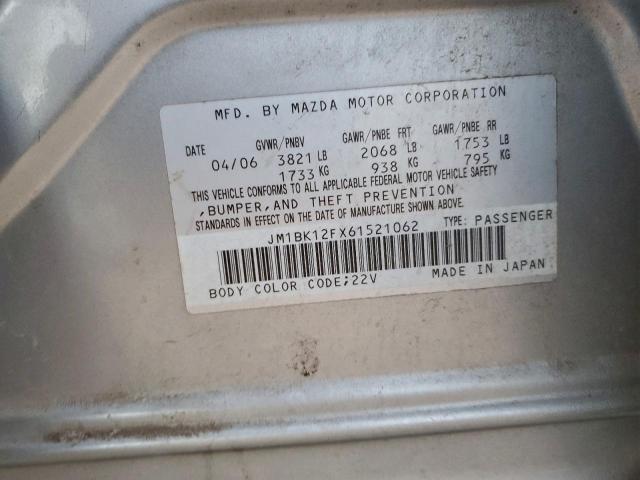 MFD. BY MAZDA MOTOR CORPORATION
DATE GVWR/PNBV GAWR/PNBE FRT GAWR/PNBE RR
04/06 3821 LB 2068 LB 1753 LB
1733 KG 938 KG 795 KG
THIS VEHICLE CONFORMS TO ALL APPLICABLE FEDERAL MOTOR VEHICLE SAFETY
,BUMPER,AND THEFT PREVENTION
STANDARDS IN EFFECT ON THE DATE OF MANUFACTURE SHOWN ABOVE.
JM1BK12FX61521062 TYPE: PASSENGER
BODY COLOR CODE;22V MADE IN JAPAN